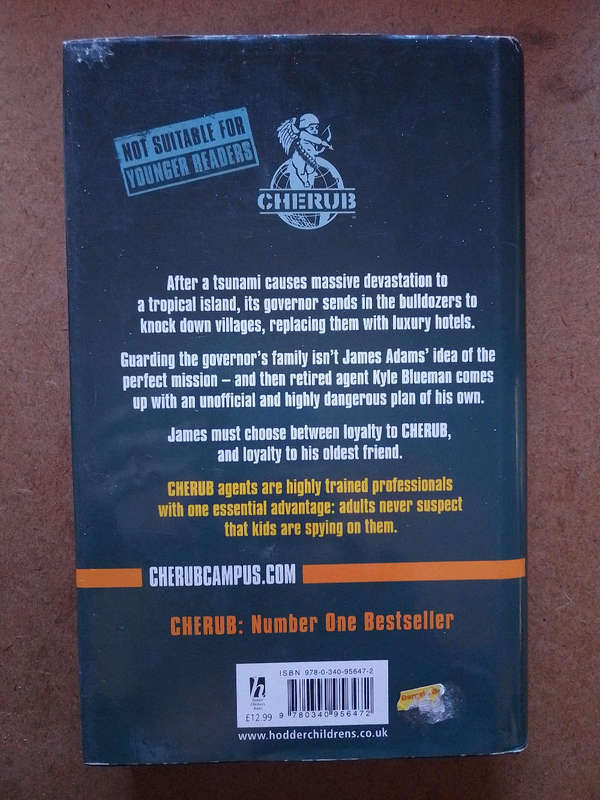 NOT SUITABLE FOR
YOUNGER READERS
CHERUB
After a tsunami causes massive devastation to
a tropical island, its governor sends in the bulldozers to
knock down villages, replacing them with luxury hotels.
Guarding the governor's family isn't James Adams' idea of the
perfect mission – and then retired agent Kyle Blueman comes
up with an unofficial and highly dangerous plan of his own.
James must choose between loyalty to CHERUB,
and loyalty to his oldest friend.
CHERUB agents are highly trained professionals
with one essential advantage: adults never suspect
that kids are spying on them.
CHERUBCAMPUS.COM
CHERUB: Number One Bestseller
ISBN 978-0-340-95647-2
h
£12.99
9 780340 956472
www.hodderchildrens.co.uk